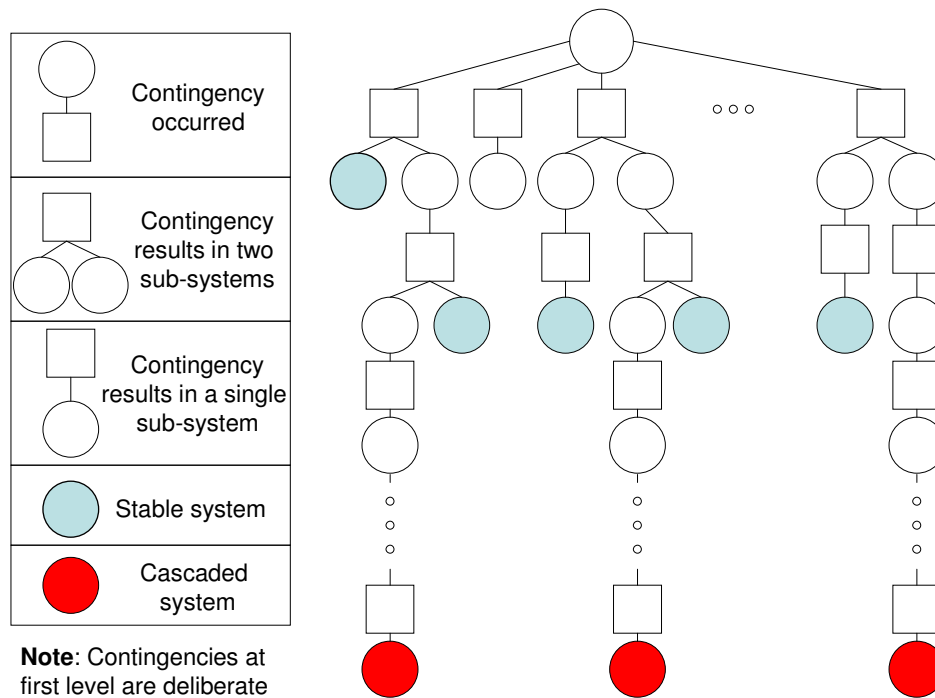 Contingency
occurred
Contingency
results in two
sub-systems
Contingency
results in a single
sub-system
Stable system
Cascaded
system
Note: Contingencies at
first level are deliberate